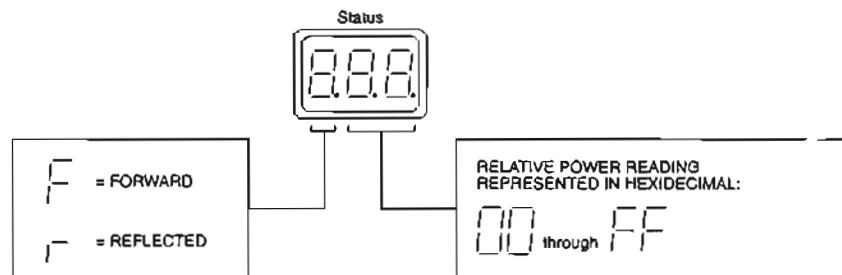 Status
8.8.8.
F = FORWARD
r = REFLECTED
RELATIVE POWER READING
REPRESENTED IN HEXIDECIMAL:
00 through FF